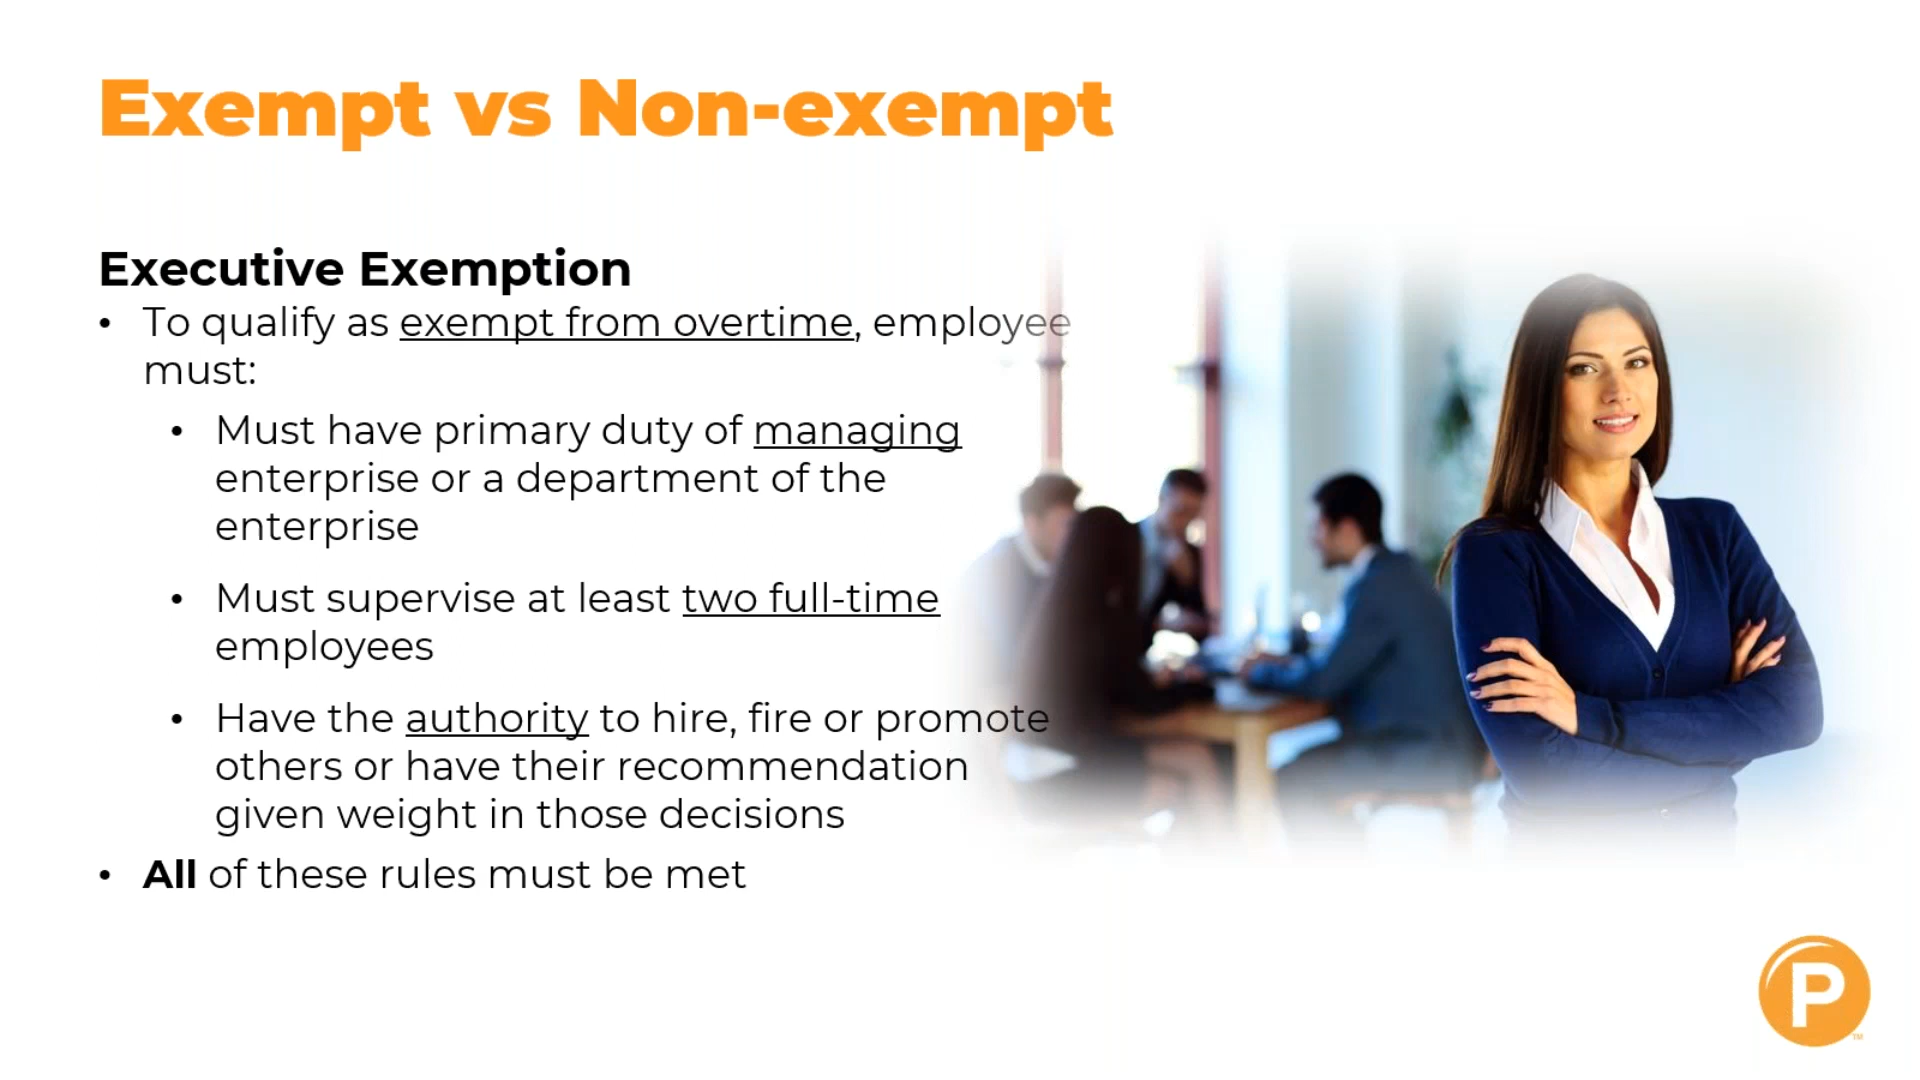 Exempt vs Non-exempt
Executive Exemption
• To qualify as exempt from overtime, employee
must:
• Must have primary duty of managing
enterprise or a department of the
enterprise
• Must supervise at least two full-time
employees
• Have the authority to hire, fire or promote
others or have their recommendation
given weight in those decisions
• All of these rules must be met
P
TM